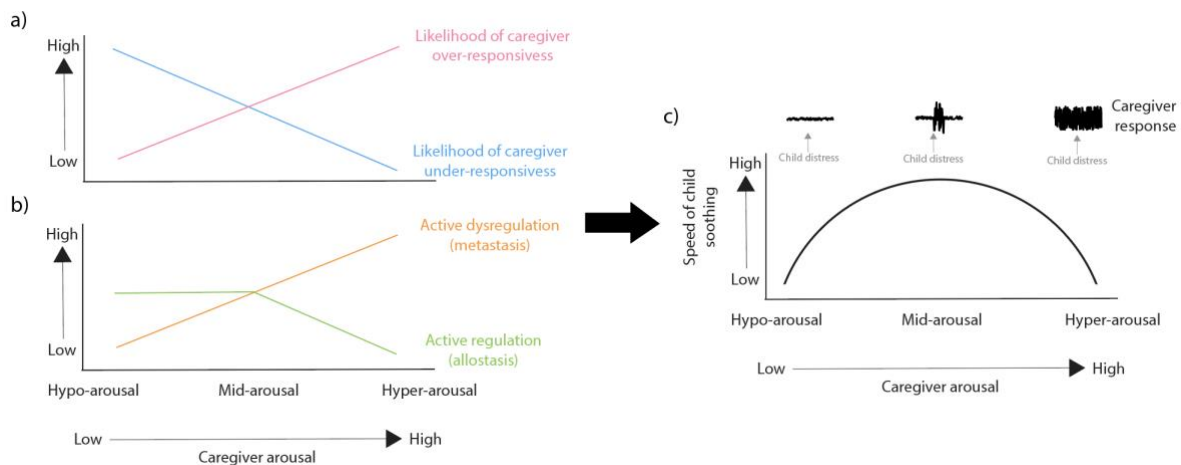 a)
High
Low
Likelihood of caregiver
over-responsivess
Likelihood of caregiver
under-responsivess
b)
High
Low
Active dysregulation
(metastasis)
Active regulation
(allostasis)
Hypo-arousal
Mid-arousal
Hyper-arousal
Low
High
Caregiver arousal
c)
Child distress
Child distress
Child distress
Caregiver
response
Speed of child
soothing
High
Low
Hypo-arousal
Mid-arousal
Hyper-arousal
Low
High
Caregiver arousal